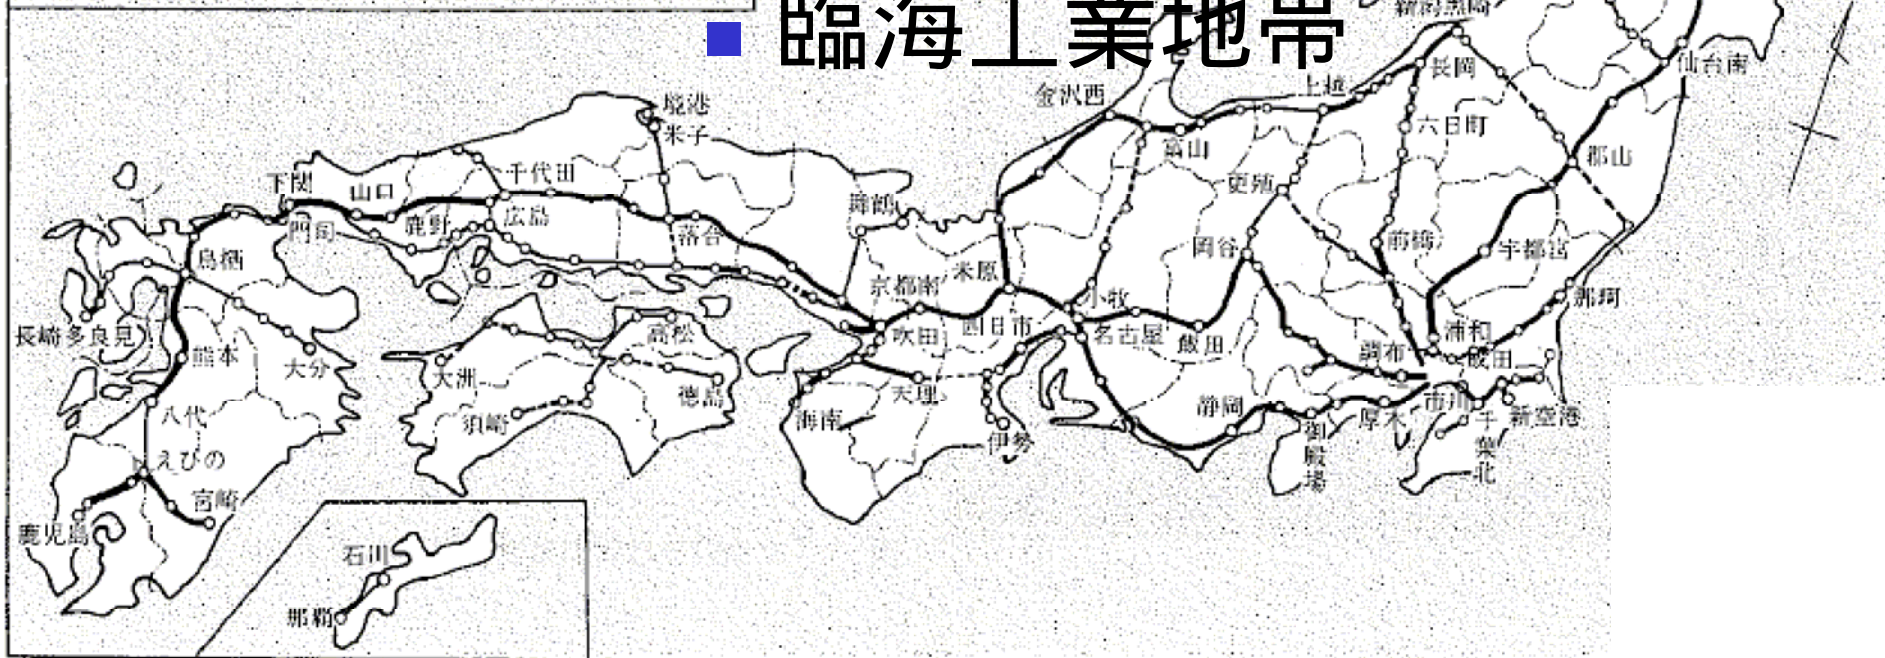 臨海工業地帯
新潟黒崎
仙台南
長岡
上越
金沢西
境港
米子
六日町
富山
郡山
更埴
千代田
下関
山口
舞鶴
広島
鹿野
門司
落合
岡谷
前橋
宇都宮
鳥栖
米原
京都南
小牧
那珂
長崎多良見
熊本
大分
高松
吹田
四日市
名古屋
飯田
浦和
調布
成田
大洲
徳島
天理
須崎
海南
静岡
厚木
市川
新空港
八代
伊勢
御殿場
千葉北
えびの
宮崎
鹿児島
石川
那覇